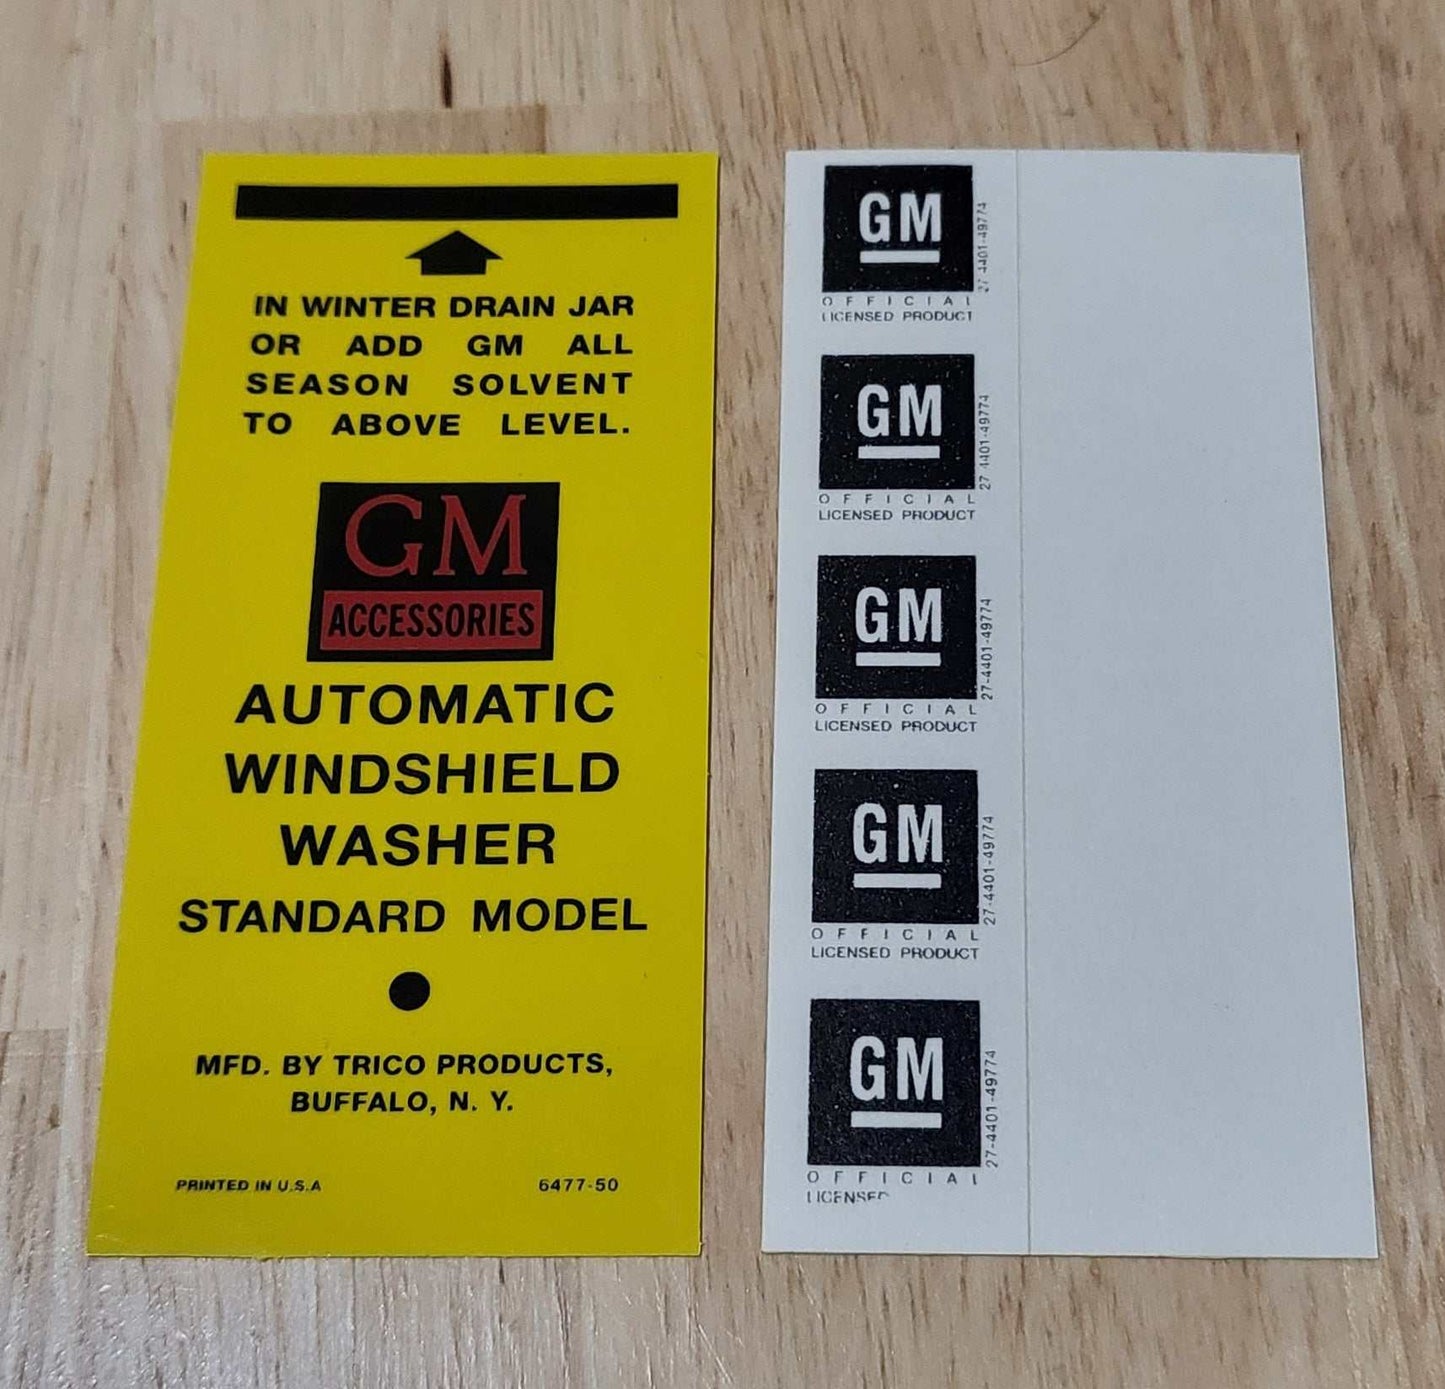 IN WINTER DRAIN JAR
OR ADD GM ALL
SEASON SOLVENT
TO ABOVE LEVEL.
GM
ACCESSORIES
AUTOMATIC
WINDSHIELD
WASHER
STANDARD MODEL
MFD. BY TRICO PRODUCTS,
BUFFALO, N. Y.
PRINTED IN U.S.A
6477-50
GM
27 4401-49774
OFFICIAL
LICENSED PRODUCT
GM
27 4401-49774
OFFICIAL
LICENSED PRODUCT
GM
27-4401-49774
OFFICIAL
LICENSED PRODUCT
GM
27-4401-49774
OFFICIAL
LICENSED PRODUCT
GM
27-4401-49774
OFFICIAL
LICENSED